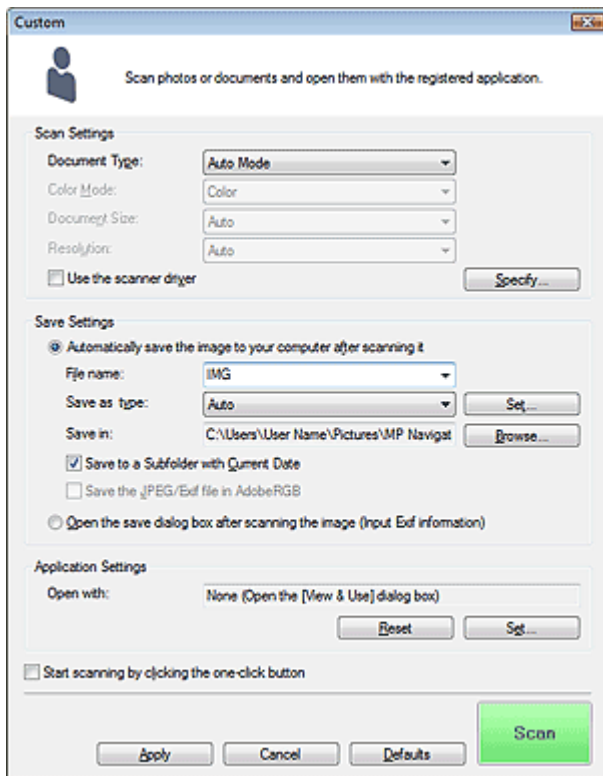 Custom
Scan photos or documents and open them with the registered application.
Scan Settings
Document Type: Auto Mode
Color Mode: Color
Document Size: Auto
Resolution: Auto
Use the scanner driver Specify...
Save Settings
Automatically save the image to your computer after scanning it
File name: IMG
Save as type: Auto Set...
Save in: C:\Users\User Name\Pictures\MP Navigat Browse...
Save to a Subfolder with Current Date
Save the JPEG/Exif file in AdobeRGB
Open the save dialog box after scanning the image (Input Exif information)
Application Settings
Open with: None (Open the [View & Use] dialog box)
Reset Set...
Start scanning by clicking the one-click button
Scan
Apply Cancel Defaults